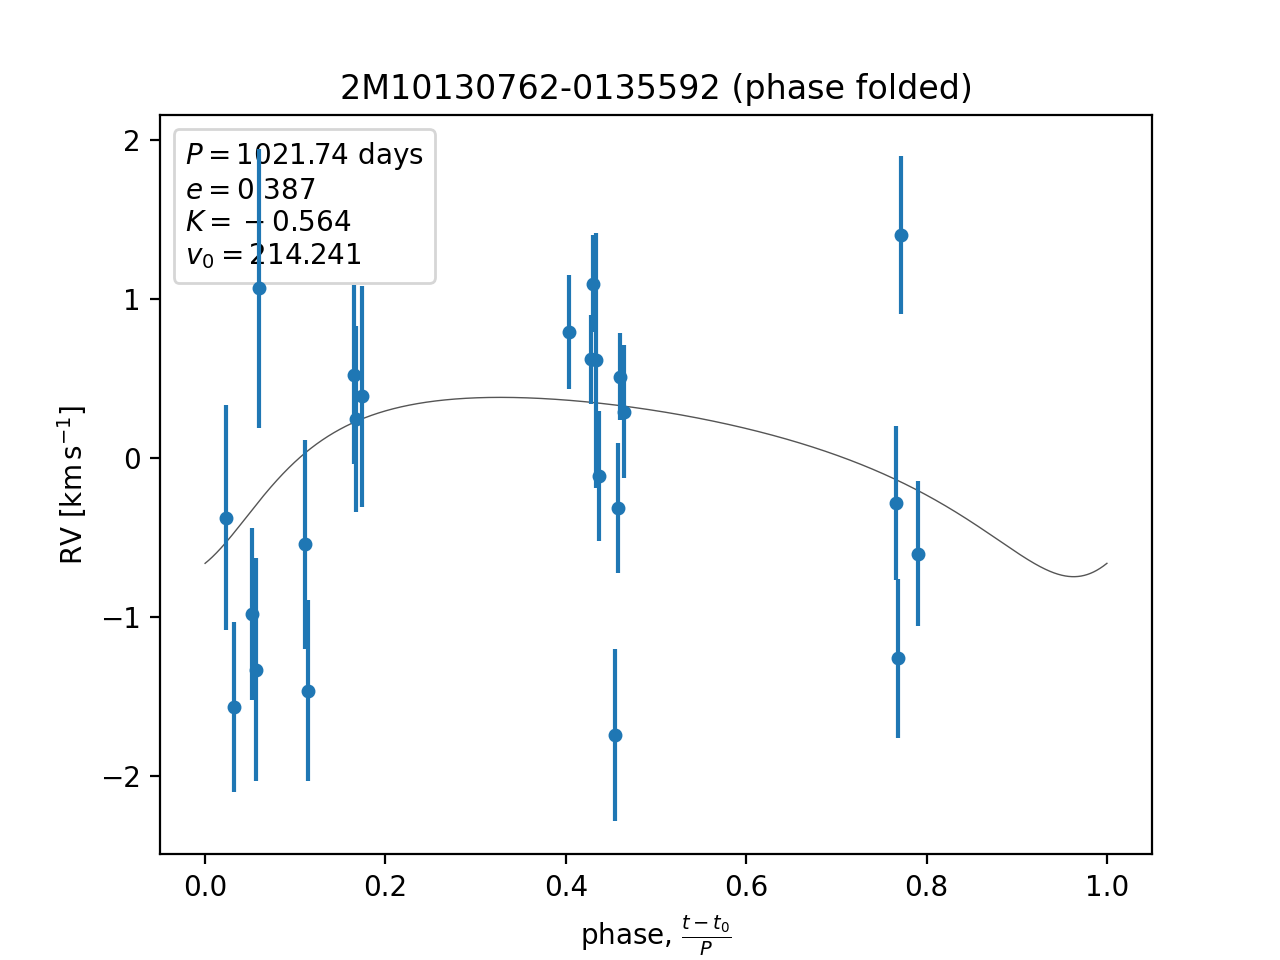 2M10130762-0135592 (phase folded)
P = 1021.74 days
e = 0.387
K = −0.564
v₀ = 214.241
2
1
0
−1
−2
RV [km s⁻¹]
0.0 0.2 0.4 0.6 0.8 1.0
phase, (t − t₀)/P